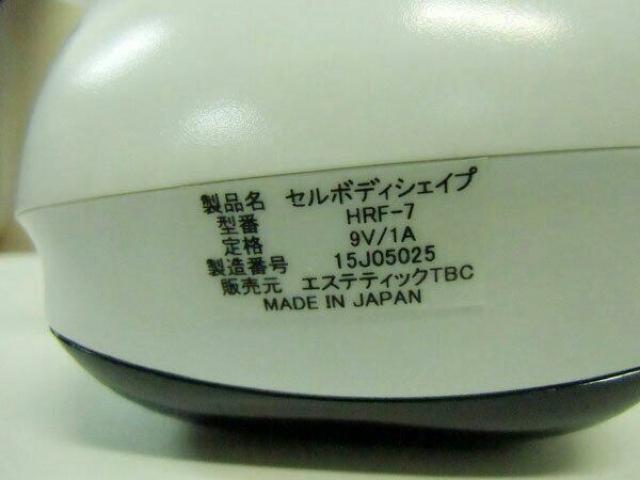 製品名 セルボディシェイプ
型番 HRF-7
定格 9V/1A
製造番号 15J05025
販売元 エステティックTBC
MADE IN JAPAN